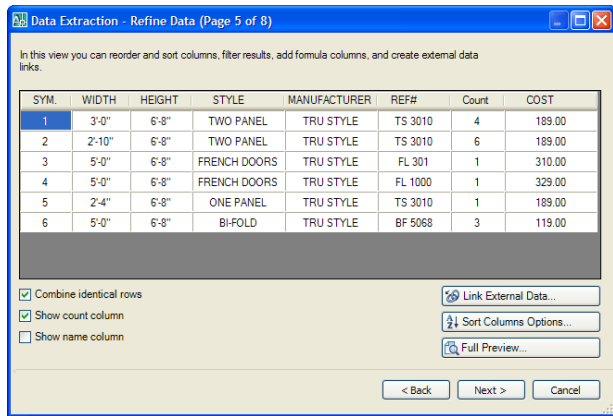 Data Extraction - Refine Data (Page 5 of 8)
In this view you can reorder and sort columns, filter results, add formula columns, and create external data
links.
SYM. WIDTH HEIGHT STYLE MANUFACTURER REF# Count COST
1 3'-0" 6'-8" TWO PANEL TRU STYLE TS 3010 4 189.00
2 2'-10" 6'-8" TWO PANEL TRU STYLE TS 3010 6 189.00
3 5'-0" 6'-8" FRENCH DOORS TRU STYLE FL 301 1 310.00
4 5'-0" 6'-8" FRENCH DOORS TRU STYLE FL 1000 1 329.00
5 2'-4" 6'-8" ONE PANEL TRU STYLE TS 3010 1 189.00
6 5'-0" 6'-8" BI-FOLD TRU STYLE BF 5068 3 119.00
Combine identical rows
Show count column
Show name column
Link External Data...
Sort Columns Options...
Full Preview...
< Back Next > Cancel